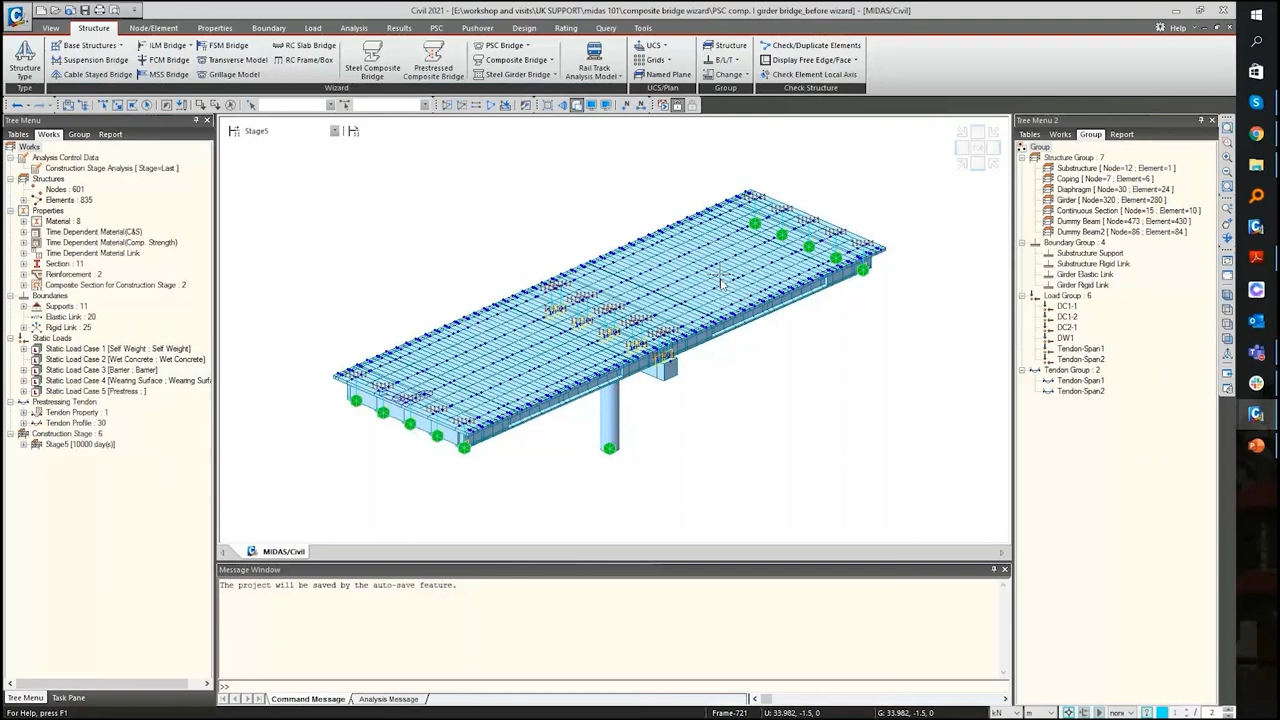 Civil 2021 - [E:\workshop and visits\UK SUPPORT\midas 101\composite bridge wizard\PSC comp. I girder bridge_before wizard] - [MIDAS/Civil]
View Structure Node/Element Properties Boundary Load Analysis Results PSC Pushover Design Rating Query Tools Help
Structure Type
Base Structures
Suspension Bridge
Cable Stayed Bridge
ILM Bridge
FCM Bridge
MSS Bridge
FSM Bridge
Transverse Model
Grillage Model
RC Slab Bridge
RC Frame/Box
Steel Composite Bridge
Prestressed Composite Bridge
PSC Bridge
Composite Bridge
Steel Girder Bridge
Rail Track Analysis Model
UCS
Grids
Named Plane
Structure
B/L/T
Change
Check/Duplicate Elements
Display Free Edge/Face
Check Element Local Axis
Structure Type Wizard UCS/Plan Group Check Structure
Tree Menu
Tables Works Group Report
Works
Analysis Control Data
Construction Stage Analysis [ Stage=Last ]
Structures
Nodes : 601
Elements : 835
Properties
Material : 8
Time Dependent Material(C&S)
Time Dependent Material(Comp. Strength)
Time Dependent Material Link
Section : 11
Reinforcement : 2
Composite Section for Construction Stage : 2
Boundaries
Supports : 11
Elastic Link : 20
Rigid Link : 25
Static Loads
Static Load Case 1 [Self Weight ; Self Weight]
Static Load Case 2 [Wet Concrete ; Wet Concrete]
Static Load Case 3 [Barrier ; Barrier]
Static Load Case 4 [Wearing Surface ; Wearing Surf
Static Load Case 5 [Prestress ; ]
Prestressing Tendon
Tendon Property : 1
Tendon Profile : 30
Construction Stage : 6
Stage5 [10000 day(s)]
Tree Menu Task Pane
Stage5
MIDAS/Civil
Message Window
The project will be saved by the auto-save feature.
>>
Command Message Analysis Message
Tree Menu 2
Tables Works Group Report
Group
Structure Group : 7
Substructure [ Node=12 ; Element=1 ]
Coping [ Node=7 ; Element=6 ]
Diaphragm [ Node=30 ; Element=24 ]
Girder [ Node=320 ; Element=280 ]
Continuous Section [ Node=15 ; Element=10 ]
Dummy Beam [ Node=473 ; Element=430 ]
Dummy Beam2 [ Node=86 ; Element=84 ]
Boundary Group : 4
Substructure Support
Substructure Rigid Link
Girder Elastic Link
Girder Rigid Link
Load Group : 6
DC1-1
DC1-2
DC2-1
DW1
Tendon-Span1
Tendon-Span2
Tendon Group : 2
Tendon-Span1
Tendon-Span2
For Help, press F1
Frame-721
U: 33.982, -1.5, 0
G: 33.982, -1.5, 0
kN
m
1 / 2